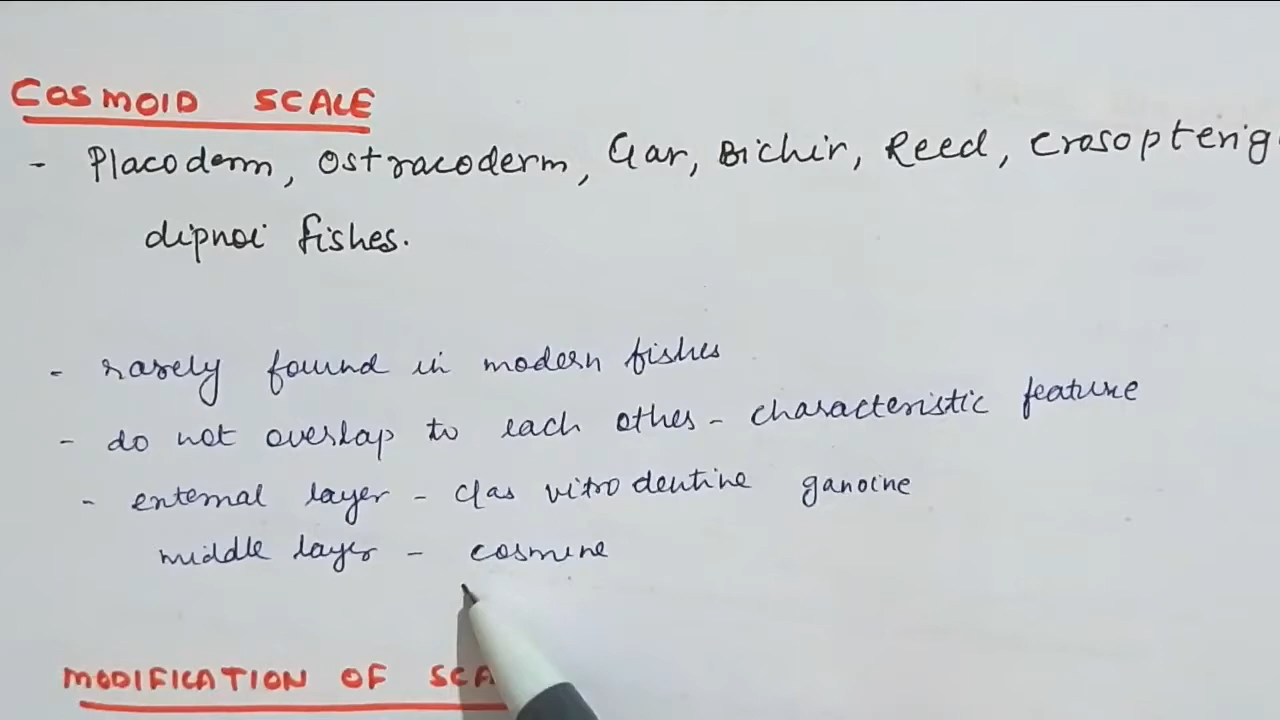 COSMOID SCALE
- Placoderm, Ostracoderm, Gar, Bichir, Reed, Crosopterig
dipnoi fishes.
- rarely found in modern fishes
- do not overlap to each other - characteristic feature
- external layer - vitrodentine ganoine
middle layer - cosmine
MODIFICATION OF SCA